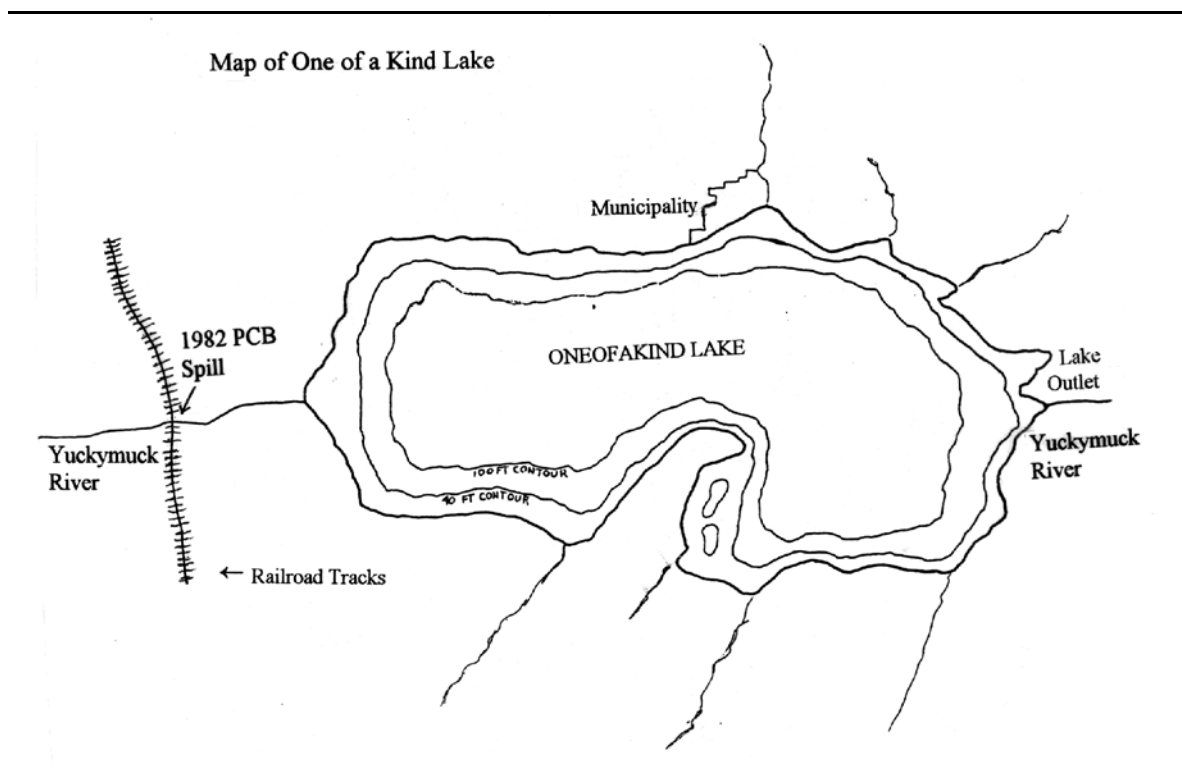 Map of One of a Kind Lake
Municipality
1982 PCB
Spill
ONEOFAKIND LAKE
Lake
Outlet
Yuckymuck
River
Yuckymuck
River
100 FT CONTOUR
40 FT CONTOUR
← Railroad Tracks